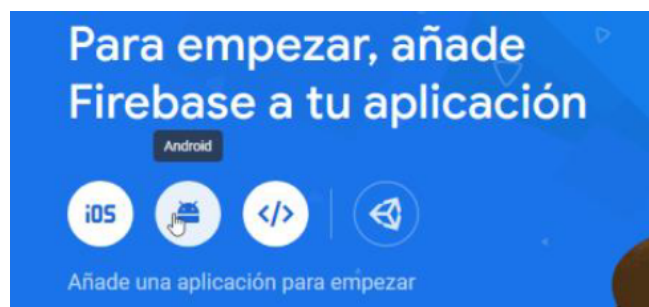 Para empezar, añade
Firebase a tu aplicación
Android
iOS
</>
Añade una aplicación para empezar